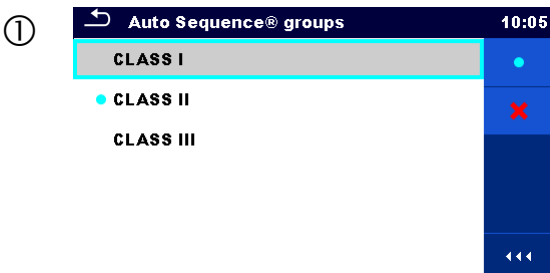 ①
Auto Sequence® groups 10:05
CLASS I
CLASS II
CLASS III